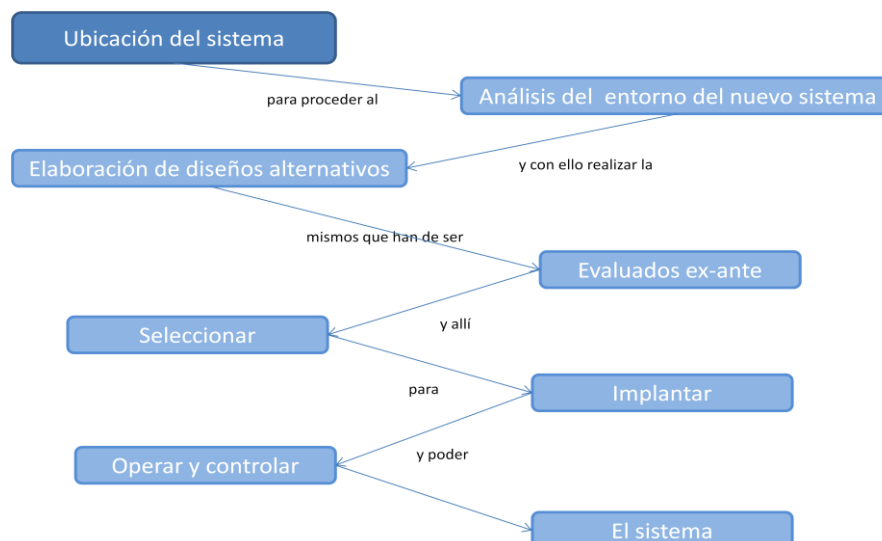 Ubicación del sistema
para proceder al
Análisis del entorno del nuevo sistema
y con ello realizar la
Elaboración de diseños alternativos
mismos que han de ser
Evaluados ex-ante
y allí
Seleccionar
para
Implantar
y poder
Operar y controlar
El sistema